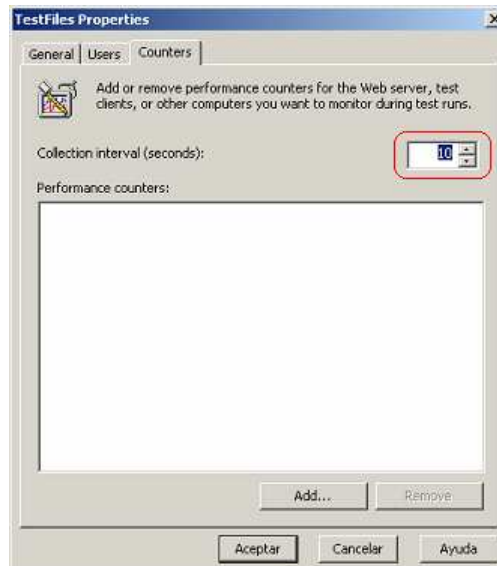 TestFiles Properties
General Users Counters
Add or remove performance counters for the Web server, test
clients, or other computers you want to monitor during test runs.
Collection interval (seconds): 10
Performance counters:
Add... Remove
Aceptar Cancelar Ayuda